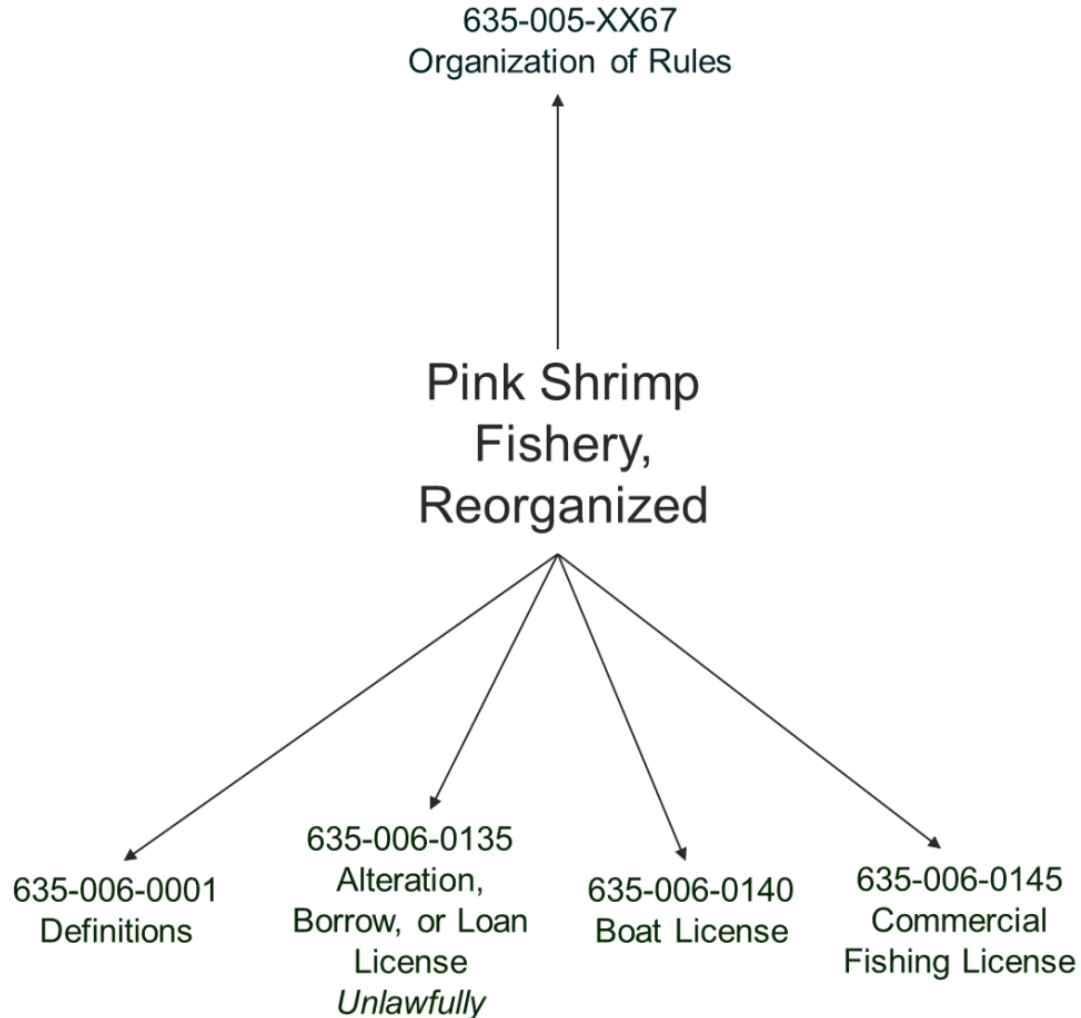 635-005-XX67
Organization of Rules
Pink Shrimp
Fishery,
Reorganized
635-006-0001
Definitions
635-006-0135
Alteration,
Borrow, or Loan
License
Unlawfully
635-006-0140
Boat License
635-006-0145
Commercial
Fishing License